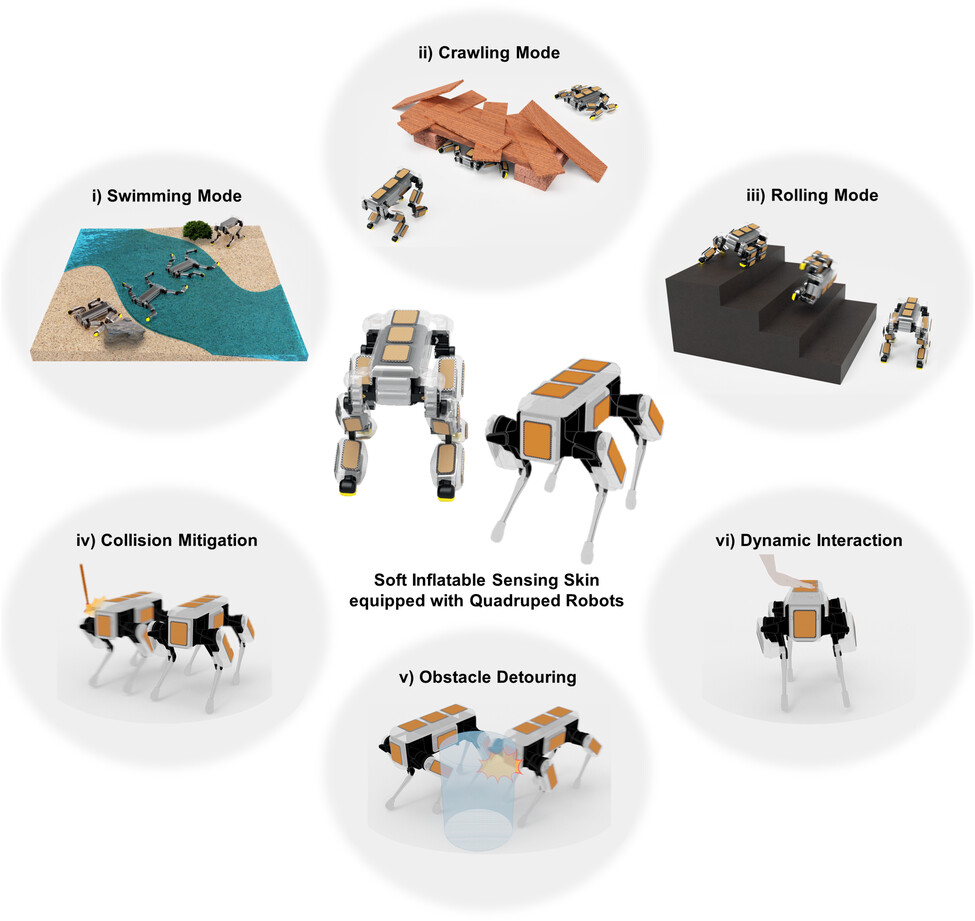 ii) Crawling Mode
i) Swimming Mode
iii) Rolling Mode
iv) Collision Mitigation
vi) Dynamic Interaction
Soft Inflatable Sensing Skin
equipped with Quadruped Robots
v) Obstacle Detouring